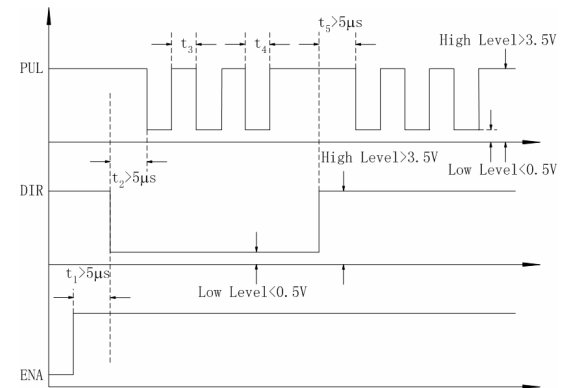 t5>5μs
High Level>3.5V
t3
t4
PUL
t2>5μs
High Level>3.5V
Low Level<0.5V
DIR
t1>5μs
Low Level<0.5V
ENA